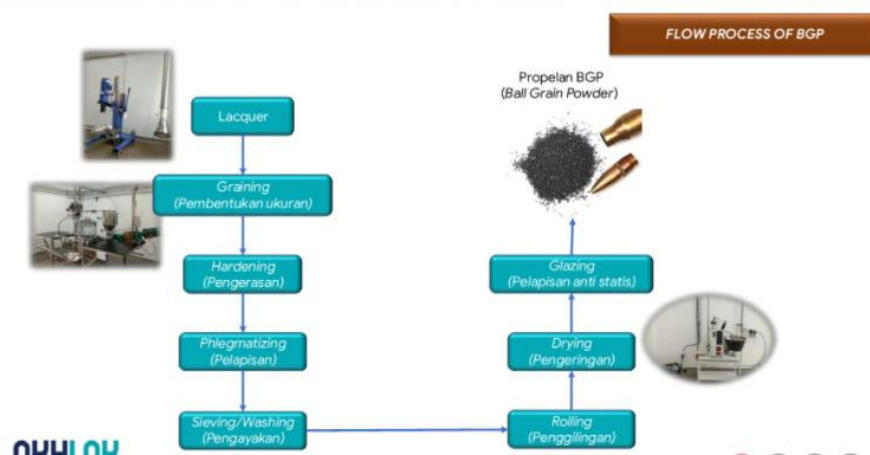 FLOW PROCESS OF BGP
Lacquer
Graining
(Pembentukan ukuran)
Hardening
(Pengerasan)
Phlegmatizing
(Pelapisan)
Sieving/Washing
(Pengayakan)
Rolling
(Penggilingan)
Drying
(Pengeringan)
Glazing
(Pelapisan anti statis)
Propelan BGP
(Ball Grain Powder)